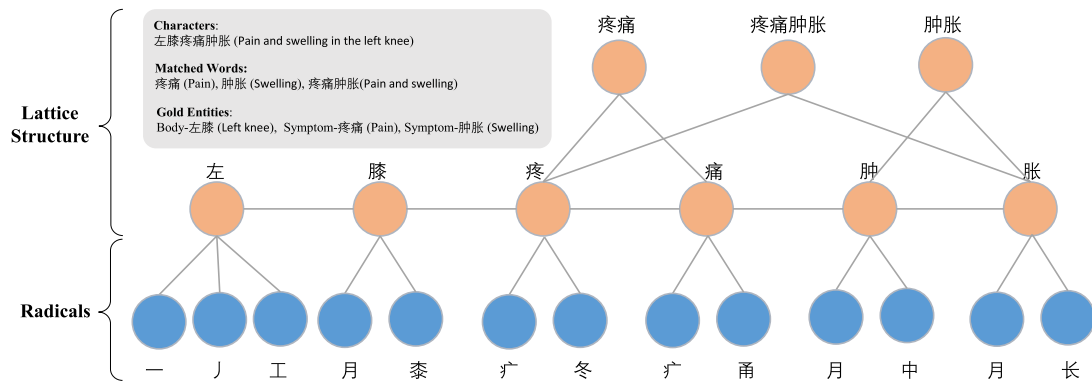 Characters:
左膝疼痛肿胀 (Pain and swelling in the left knee)
Matched Words:
疼痛 (Pain), 肿胀 (Swelling), 疼痛肿胀(Pain and swelling)
Gold Entities:
Body-左膝 (Left knee), Symptom-疼痛 (Pain), Symptom-肿胀 (Swelling)
疼痛 疼痛肿胀 肿胀
Lattice
Structure
左 膝 疼 痛 肿 胀
Radicals
一 丿 工 月 桼 疒 冬 疒 甬 月 中 月 长